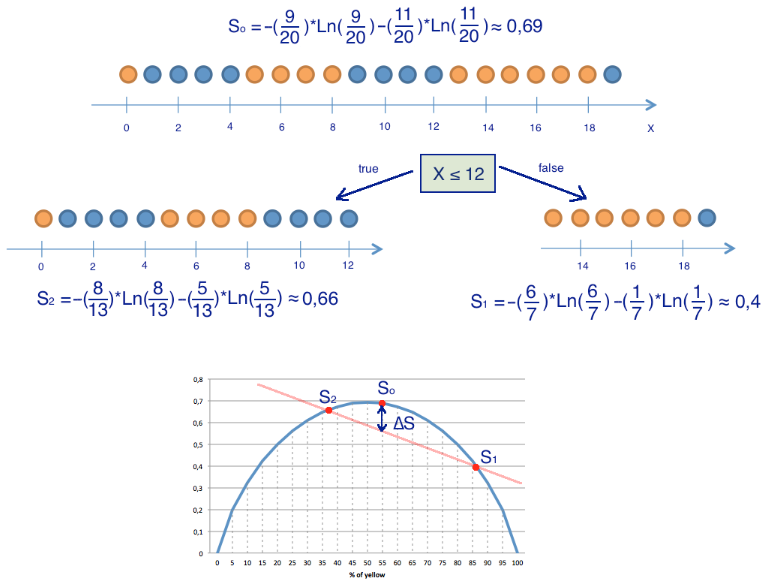 S₀ = –(9/20)*Ln(9/20)–(11/20)*Ln(11/20) ≈ 0,69
0 2 4 6 8 10 12 14 16 18 X
true X ≤ 12 false
0 2 4 6 8 10 12
14 16 18
S₂ = –(8/13)*Ln(8/13)–(5/13)*Ln(5/13) ≈ 0,66
S₁ = –(6/7)*Ln(6/7)–(1/7)*Ln(1/7) ≈ 0,4
0,8
0,7
0,6
0,5
0,4
0,3
0,2
0,1
0
S₂
S₀
ΔS
S₁
0 5 10 15 20 25 30 35 40 45 50 55 60 65 70 75 80 85 90 95 100
% of yellow